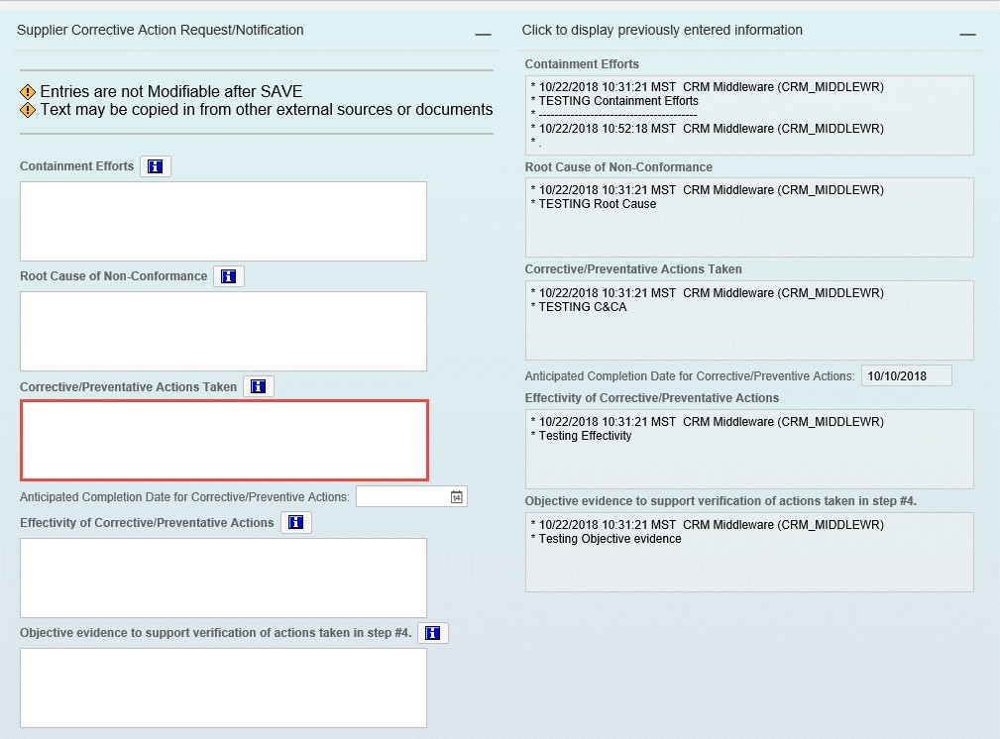 Supplier Corrective Action Request/Notification
Entries are not Modifiable after SAVE
Text may be copied in from other external sources or documents
Containment Efforts
Root Cause of Non-Conformance
Corrective/Preventative Actions Taken
Anticipated Completion Date for Corrective/Preventive Actions:
14
Effectivity of Corrective/Preventative Actions
Objective evidence to support verification of actions taken in step #4.
Click to display previously entered information
Containment Efforts
* 10/22/2018 10:31:21 MST  CRM Middleware (CRM_MIDDLEWR)
* TESTING Containment Efforts
* ----------------------------------------
* 10/22/2018 10:52:18 MST  CRM Middleware (CRM_MIDDLEWR)
* .
Root Cause of Non-Conformance
* 10/22/2018 10:31:21 MST  CRM Middleware (CRM_MIDDLEWR)
* TESTING Root Cause
Corrective/Preventative Actions Taken
* 10/22/2018 10:31:21 MST  CRM Middleware (CRM_MIDDLEWR)
* TESTING C&CA
Anticipated Completion Date for Corrective/Preventive Actions: 10/10/2018
Effectivity of Corrective/Preventative Actions
* 10/22/2018 10:31:21 MST  CRM Middleware (CRM_MIDDLEWR)
* Testing Effectivity
Objective evidence to support verification of actions taken in step #4.
* 10/22/2018 10:31:21 MST  CRM Middleware (CRM_MIDDLEWR)
* Testing Objective evidence